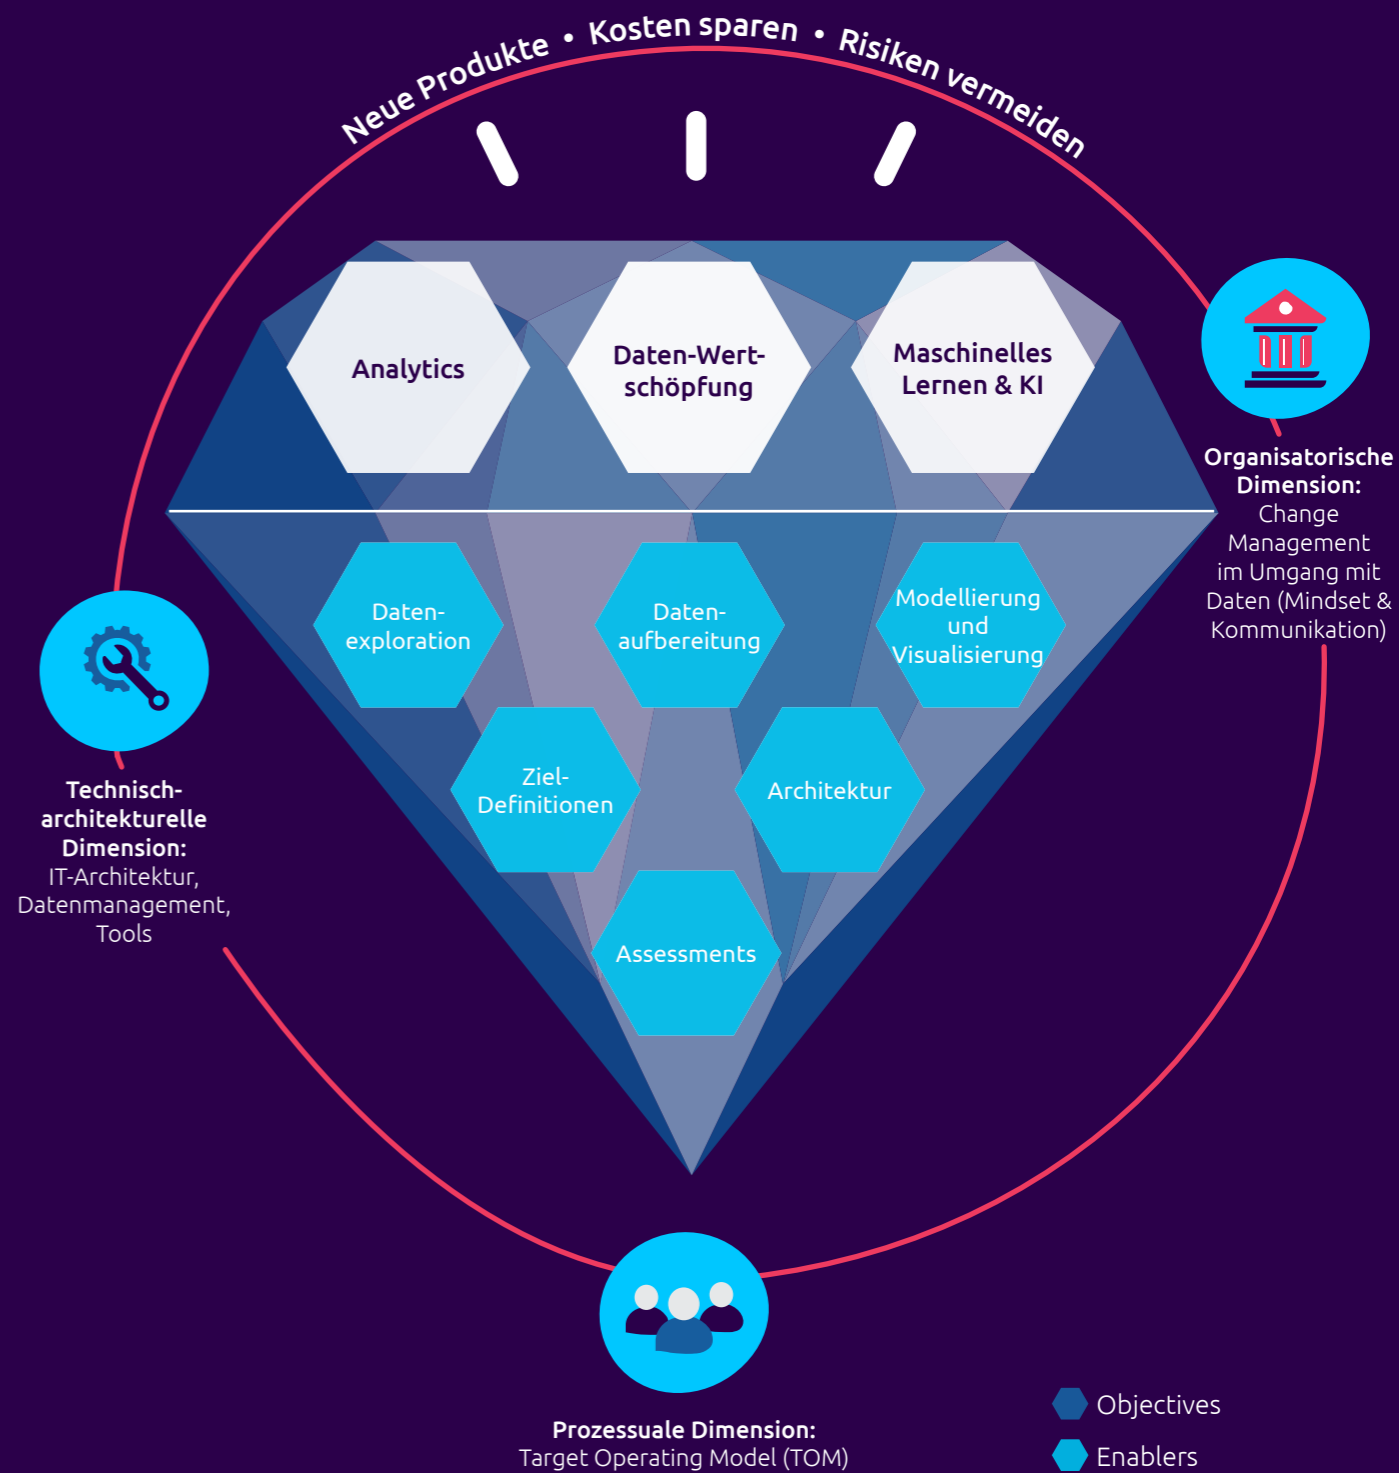 Neue Produkte • Kosten sparen • Risiken vermeiden
Analytics
Daten-Wert-
schöpfung
Maschinelles
Lernen & KI
Organisatorische
Dimension:
Change
Management
im Umgang mit
Daten (Mindset &
Kommunikation)
Daten-
exploration
Daten-
aufbereitung
Modellierung
und
Visualisierung
Ziel-
Definitionen
Architektur
Technisch-
architekturelle
Dimension:
IT-Architektur,
Datenmanagement,
Tools
Assessments
Prozessuale Dimension:
Target Operating Model (TOM)
Objectives
Enablers